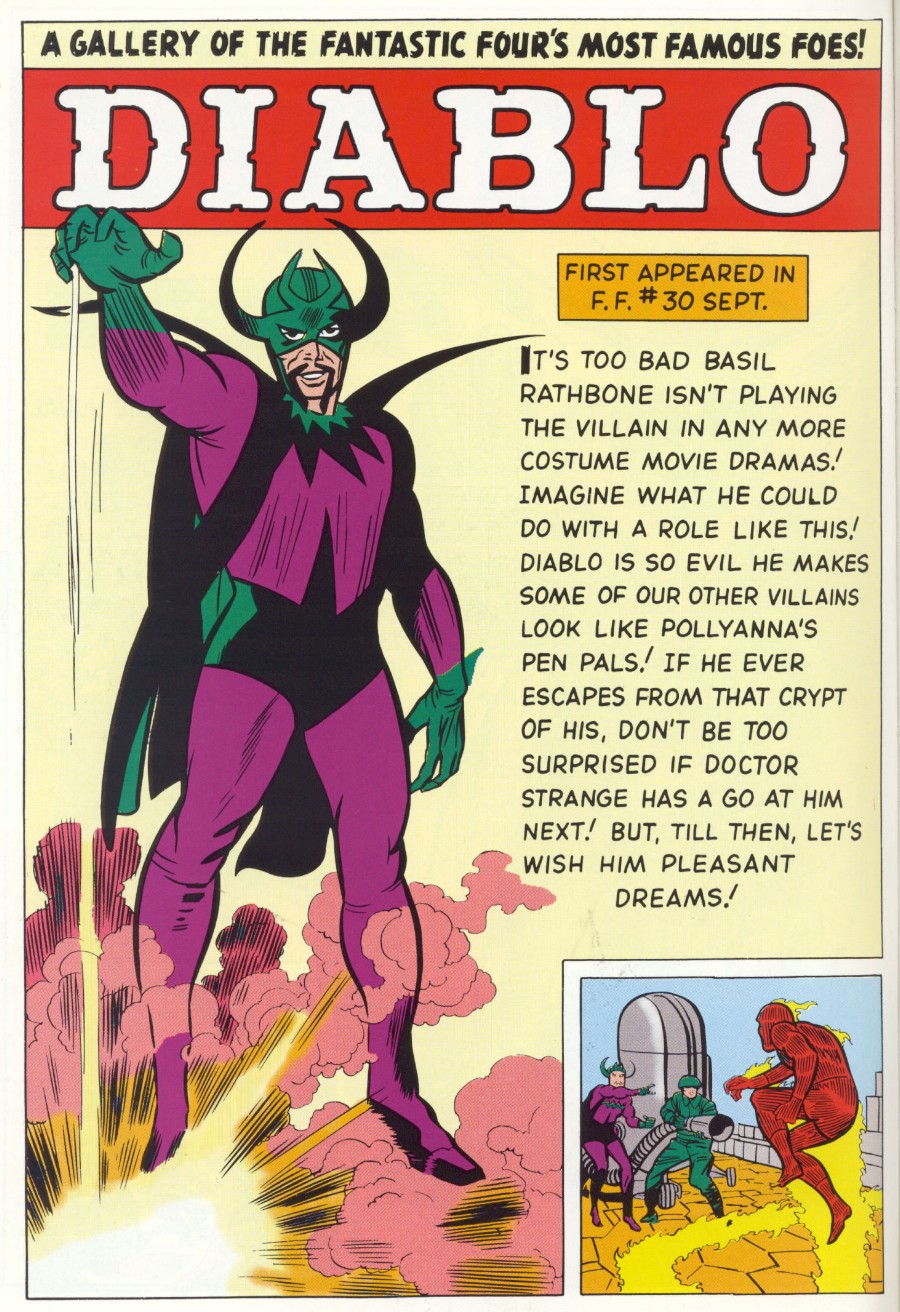 A GALLERY OF THE FANTASTIC FOUR'S MOST FAMOUS FOES!
DIABLO
FIRST APPEARED IN
F.F. #30 SEPT.
IT'S TOO BAD BASIL
RATHBONE ISN'T PLAYING
THE VILLAIN IN ANY MORE
COSTUME MOVIE DRAMAS!
IMAGINE WHAT HE COULD
DO WITH A ROLE LIKE THIS!
DIABLO IS SO EVIL HE MAKES
SOME OF OUR OTHER VILLAINS
LOOK LIKE POLLYANNA'S
PEN PALS! IF HE EVER
ESCAPES FROM THAT CRYPT
OF HIS, DON'T BE TOO
SURPRISED IF DOCTOR
STRANGE HAS A GO AT HIM
NEXT! BUT, TILL THEN, LET'S
WISH HIM PLEASANT
DREAMS!